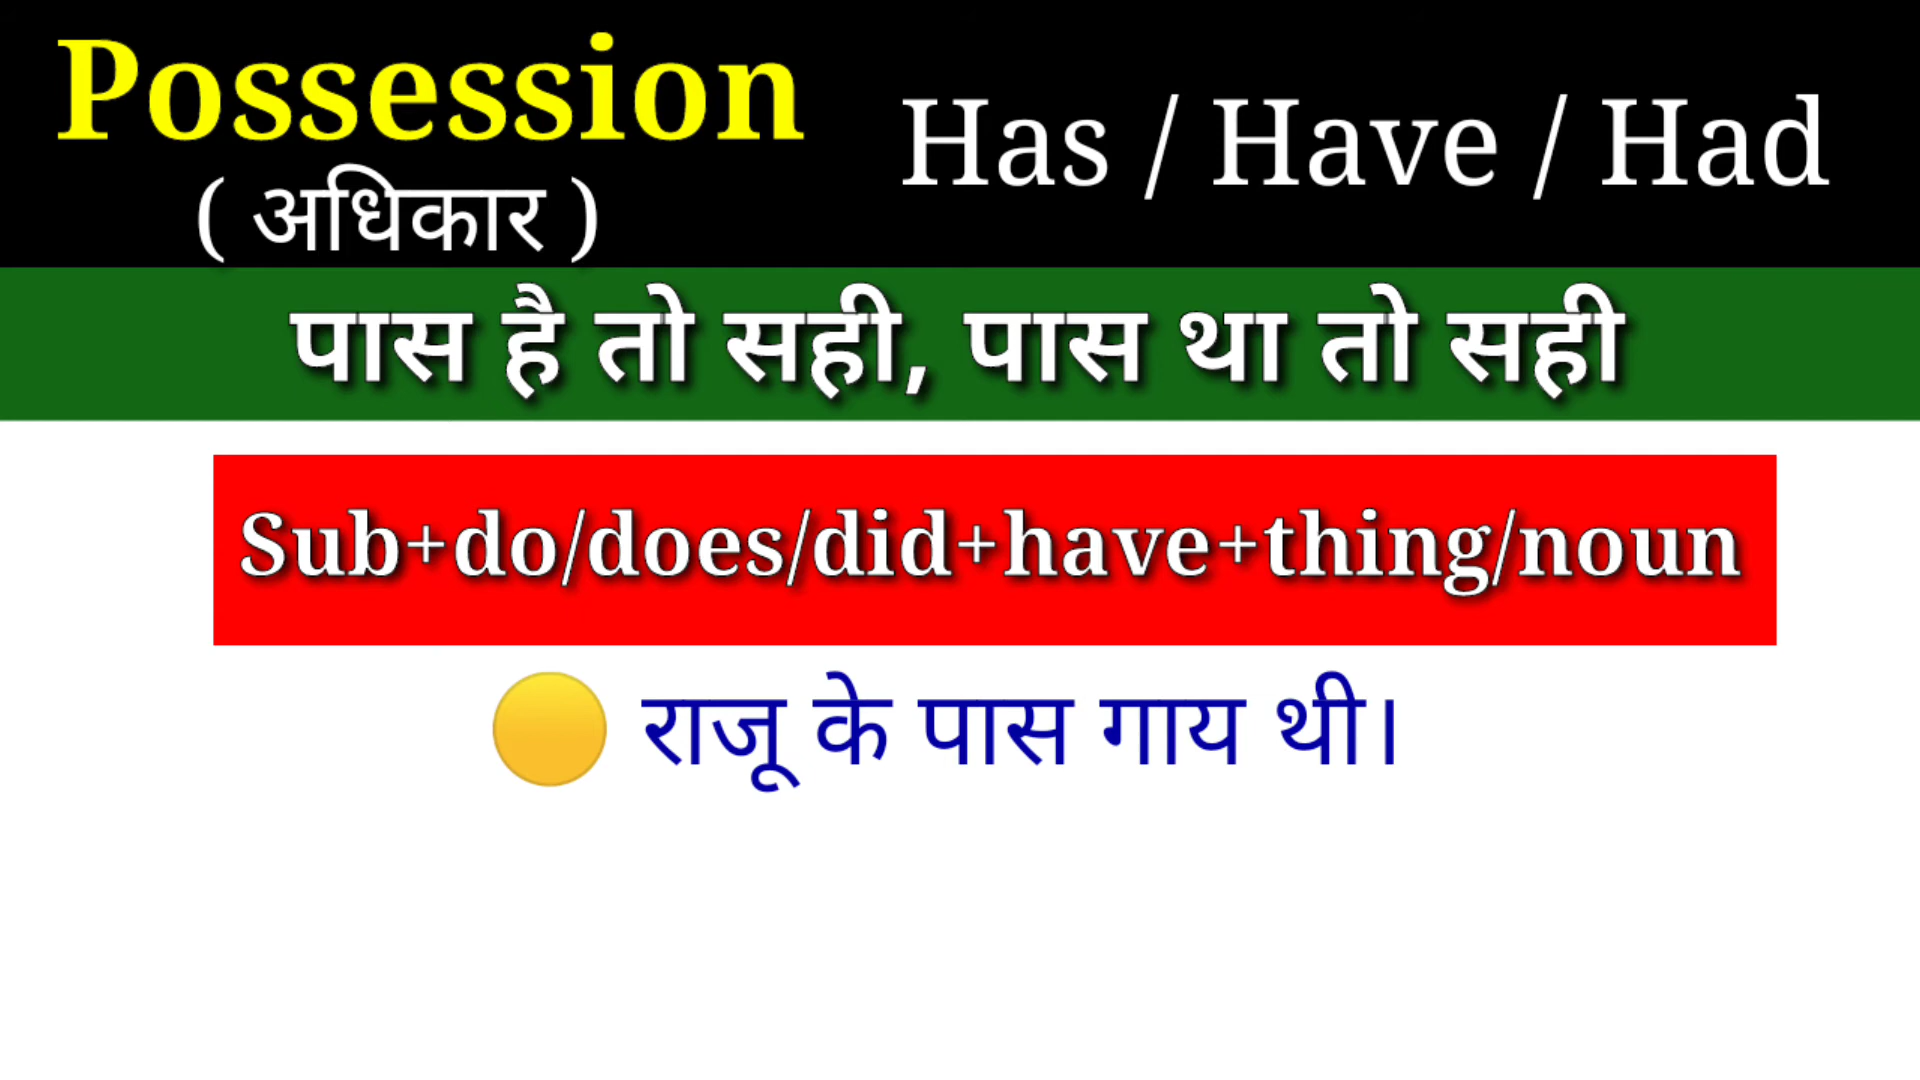 Possession
Has / Have / Had
( अधिकार )
पास है तो सही, पास था तो सही
Sub+do/does/did+have+thing/noun
राजू के पास गाय थी।